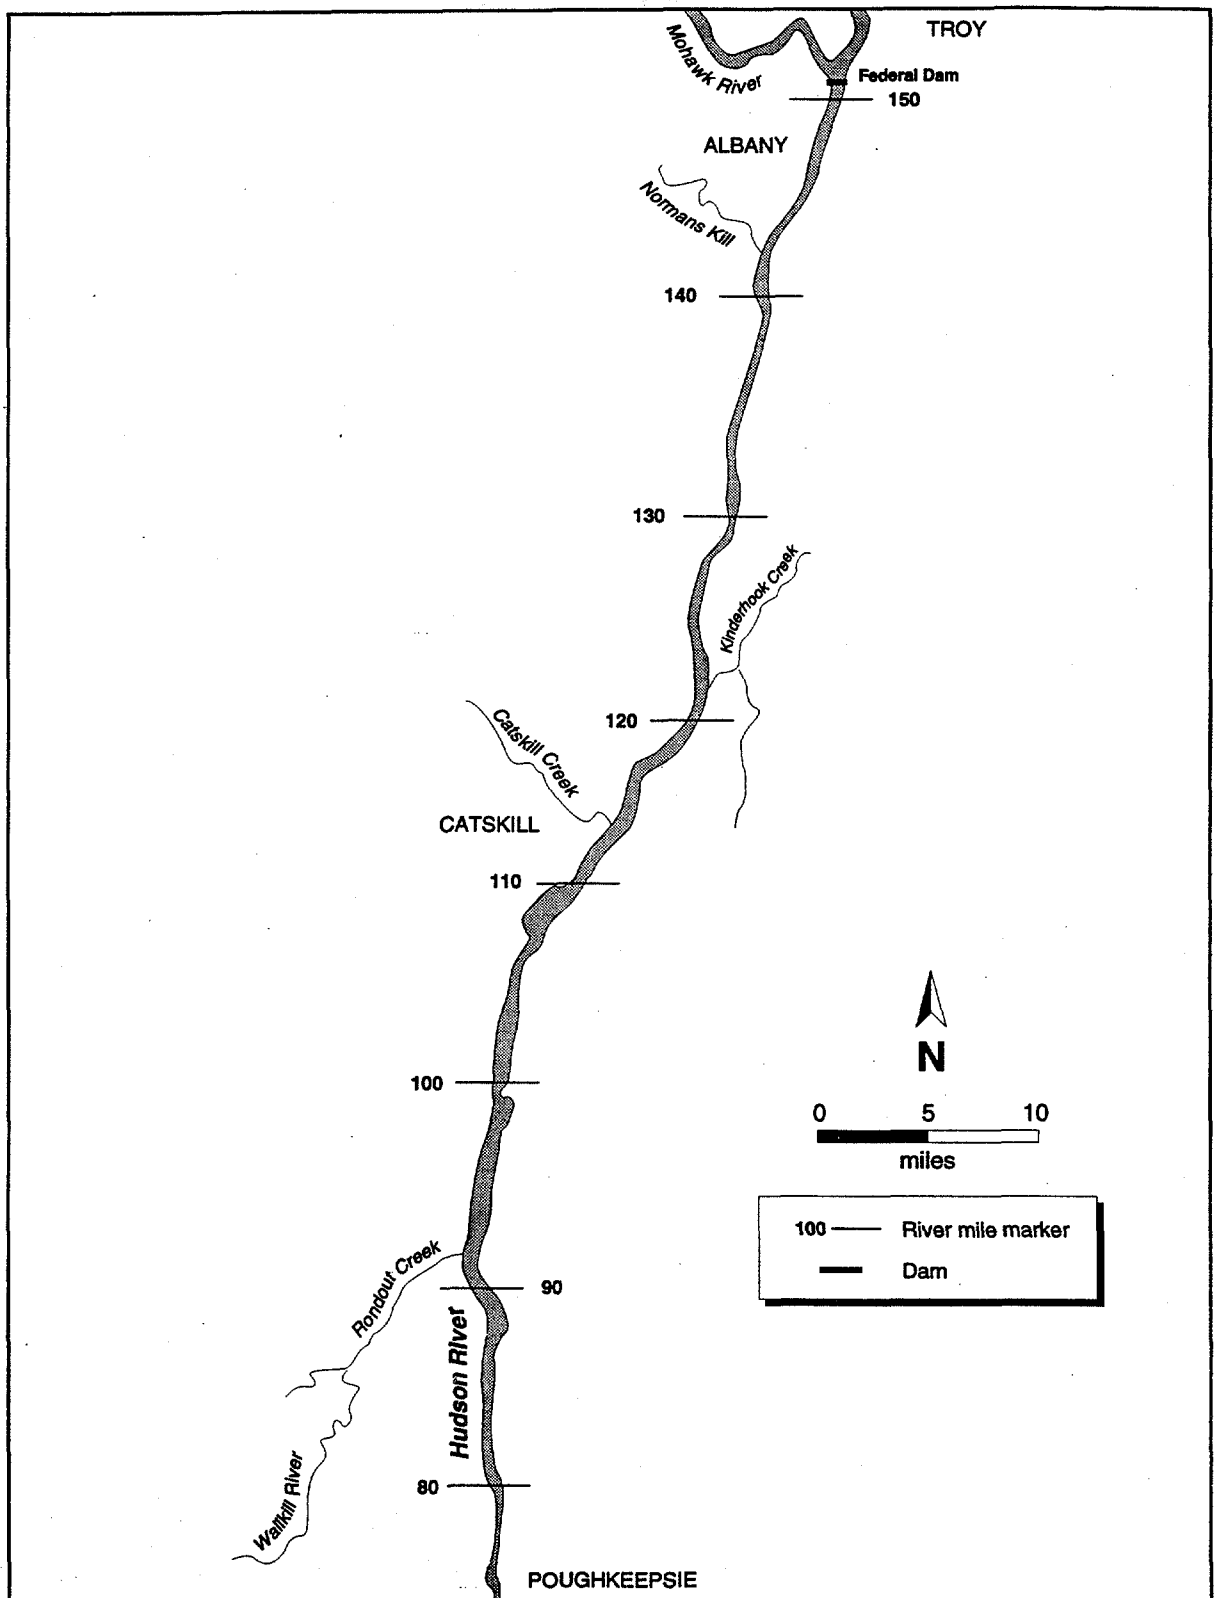 TROY
Mohawk River
Federal Dam
150
ALBANY
Normans Kill
140
130
Kinderhook Creek
120
Catskill Creek
CATSKILL
110
N
100
0 5 10
miles
100 River mile marker
Dam
Rondout Creek
90
Hudson River
80
Wallkill River
POUGHKEEPSIE